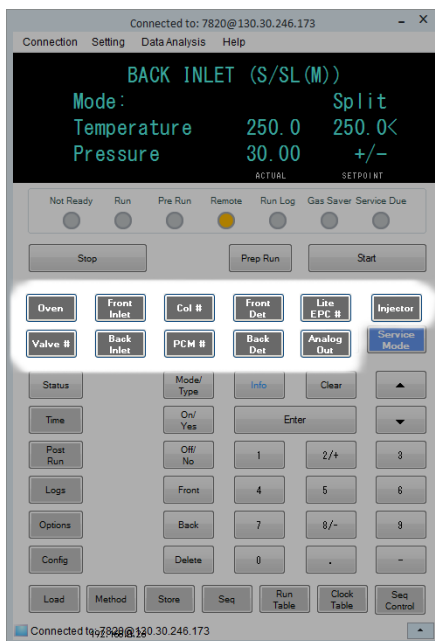 Connected to: 7820@130.30.246.173
Connection Setting Data Analysis Help
BACK INLET (S/SL(M))
Mode: Split
Temperature 250.0 250.0<
Pressure 30.00 +/-
ACTUAL SETPOINT
Not Ready Run Pre Run Remote Run Log Gas Saver Service Due
Stop Prep Run Start
Oven Front Inlet Col # Front Det Lite EPC # Injector
Valve # Back Inlet PCM # Back Det Analog Out Service Mode
Status Mode/Type Info Clear
Time On/Yes Enter
Post Run Off/No 1 2/+ 3
Logs Front 4 5 6
Options Back 7 8/- 9
Config Delete 0 . -
Load Method Store Seq Run Table Clock Table Seq Control
Connected to: 7820@130.30.246.173